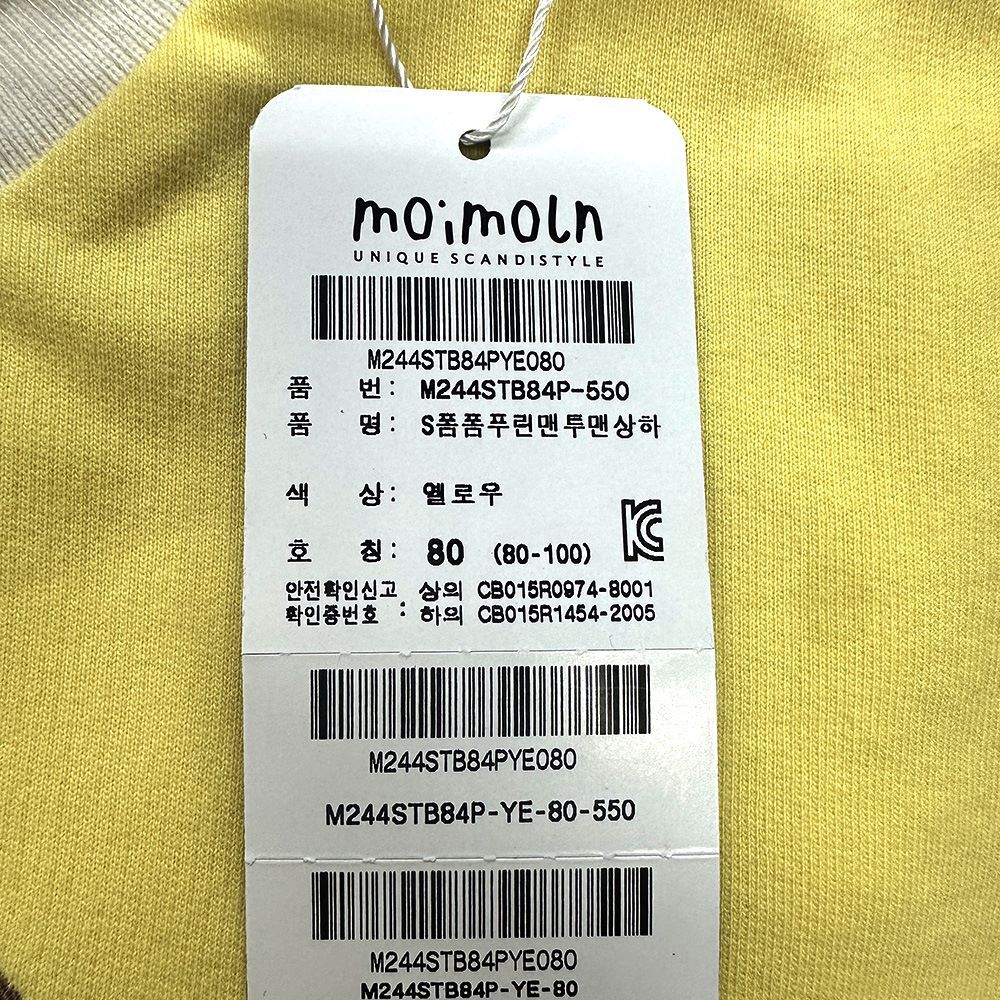 moimoln
UNIQUE SCANDISTYLE
M244STB84PYE080
품 번: M244STB84P-550
품 명: S폼폼푸린맨투맨상하
색 상: 옐로우
호 칭: 80 (80-100)
안전확인신고 상의 CB015R0974-8001
확인증번호 : 하의 CB015R1454-2005
M244STB84PYE080
M244STB84P-YE-80-550
M244STB84PYE080
M244STB84P-YE-80